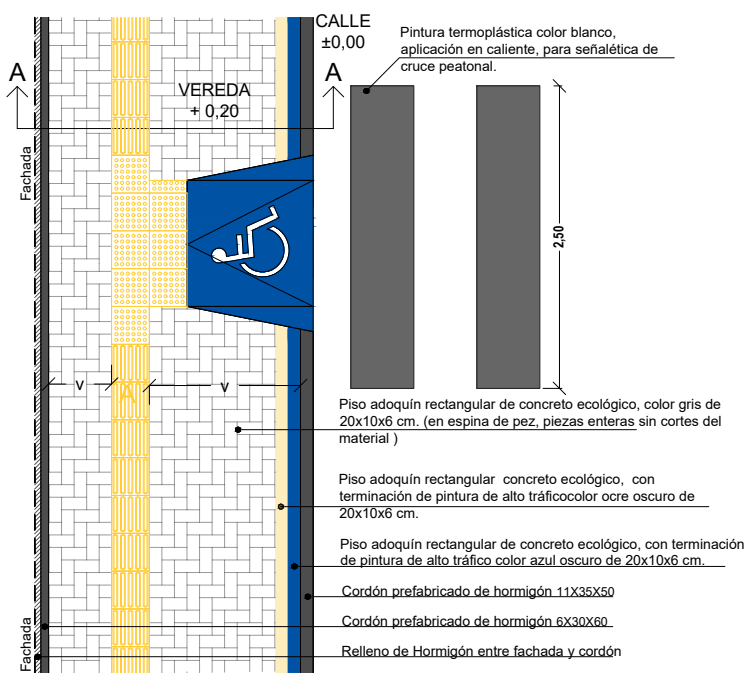 CALLE
±0,00
Pintura termoplástica color blanco,
aplicación en caliente, para señalética de
cruce peatonal.
A
A
VEREDA
+ 0,20
Fachada
2,50
v
A
v
Piso adoquín rectangular de concreto ecológico, color gris de
20x10x6 cm. (en espina de pez, piezas enteras sin cortes del
material )
Piso adoquín rectangular concreto ecológico, con
terminación de pintura de alto tráficocolor ocre oscuro de
20x10x6 cm.
Piso adoquín rectangular de concreto ecológico, con terminación
de pintura de alto tráfico color azul oscuro de 20x10x6 cm.
Cordón prefabricado de hormigón 11X35X50
Cordón prefabricado de hormigón 6X30X60
Relleno de Hormigón entre fachada y cordón
Fachada